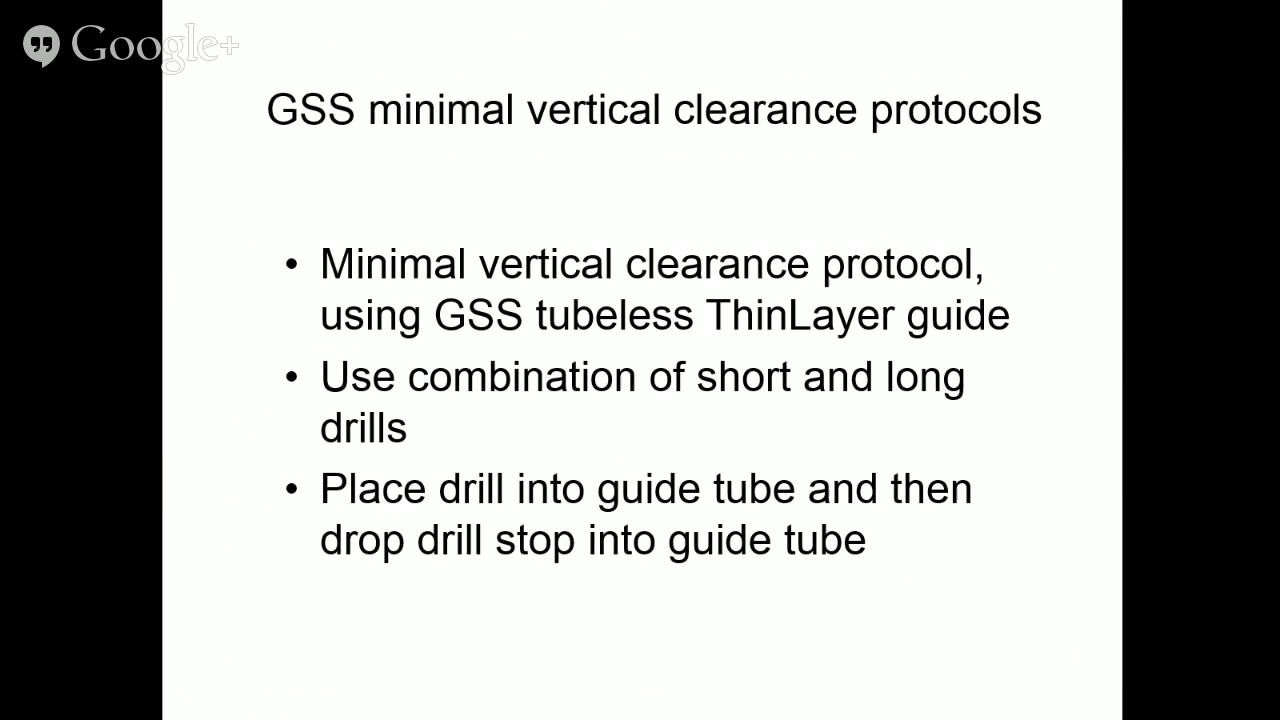 Google+
GSS minimal vertical clearance protocols
• Minimal vertical clearance protocol,
using GSS tubeless ThinLayer guide
• Use combination of short and long
drills
• Place drill into guide tube and then
drop drill stop into guide tube